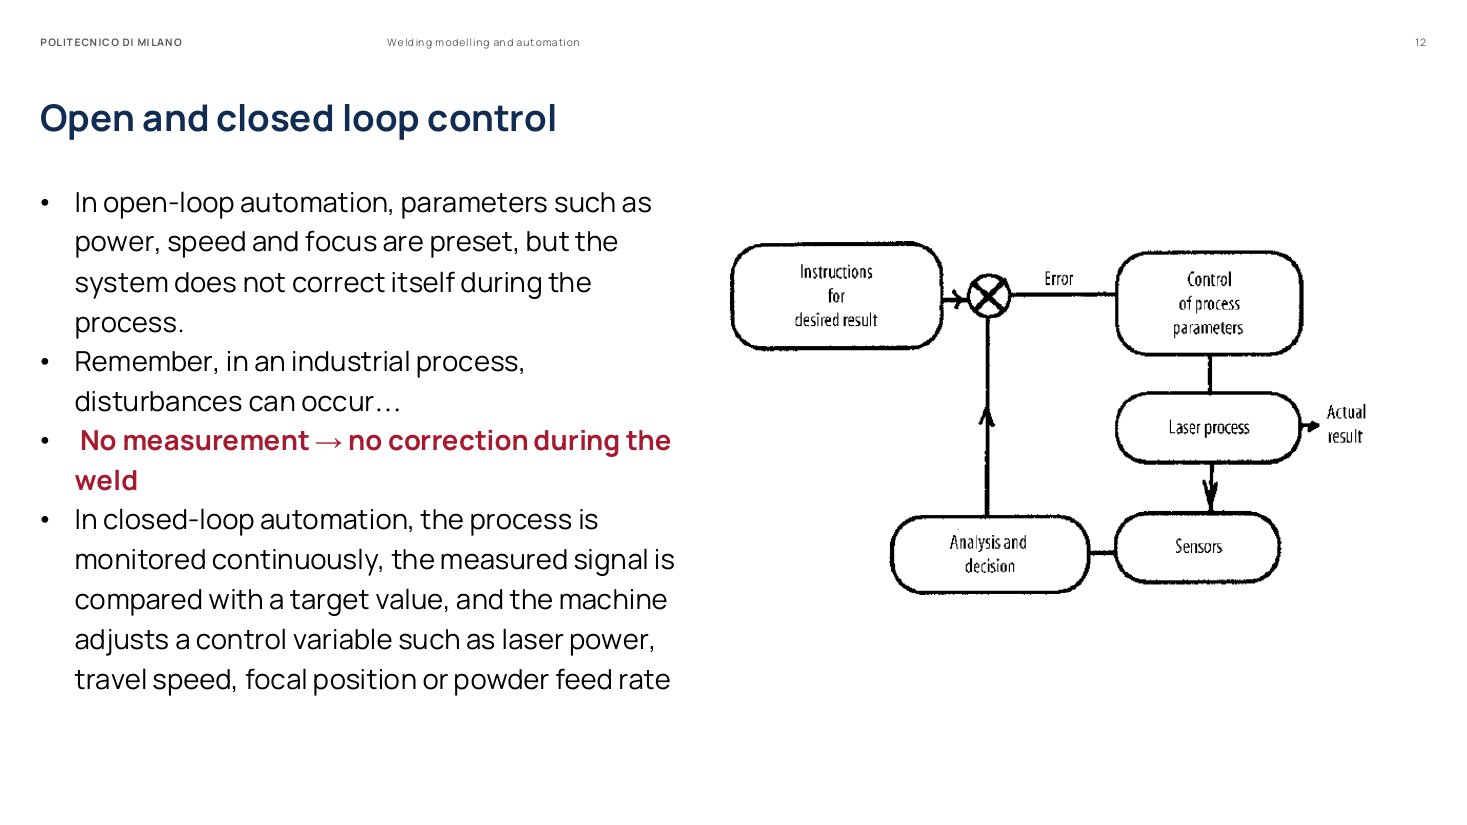 POLITECNICO DI MILANO
Welding modelling and automation
12
Open and closed loop control
• In open-loop automation, parameters such as
power, speed and focus are preset, but the
system does not correct itself during the
process.
• Remember, in an industrial process,
disturbances can occur…
• No measurement → no correction during the
weld
• In closed-loop automation, the process is
monitored continuously, the measured signal is
compared with a target value, and the machine
adjusts a control variable such as laser power,
travel speed, focal position or powder feed rate
Instructions
for
desired result
Error
Control
of process
parameters
Laser process
Actual
result
Sensors
Analysis and
decision